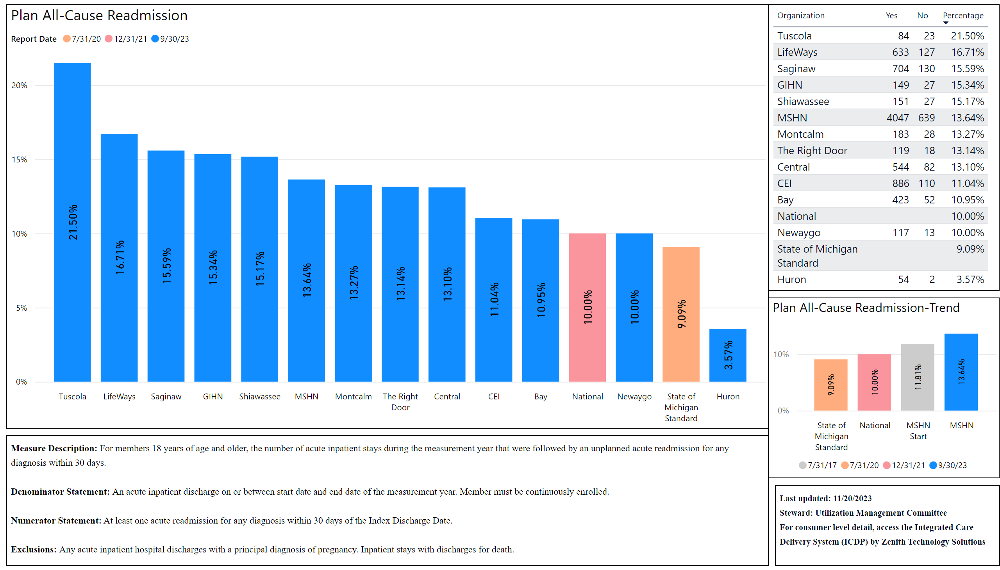 Plan All-Cause Readmission
Report Date 7/31/20 12/31/21 9/30/23
20%
15%
10%
5%
0%
21.50%
16.71%
15.59%
15.34%
15.17%
13.64%
13.27%
13.14%
13.10%
11.04%
10.95%
10.00%
10.00%
9.09%
3.57%
Tuscola
LifeWays
Saginaw
GIHN
Shiawassee
MSHN
Montcalm
The Right
Door
Central
CEI
Bay
National
Newaygo
State of
Michigan
Standard
Huron
Organization Yes No Percentage
Tuscola 84 23 21.50%
LifeWays 633 127 16.71%
Saginaw 704 130 15.59%
GIHN 149 27 15.34%
Shiawassee 151 27 15.17%
MSHN 4047 639 13.64%
Montcalm 183 28 13.27%
The Right Door 119 18 13.14%
Central 544 82 13.10%
CEI 886 110 11.04%
Bay 423 52 10.95%
National 10.00%
Newaygo 117 13 10.00%
State of Michigan 9.09%
Standard
Huron 54 2 3.57%
Plan All-Cause Readmission-Trend
10%
0%
9.09%
10.00%
11.81%
13.64%
State of
Michigan
Standard
National
MSHN
Start
MSHN
7/31/17 7/31/20 12/31/21 9/30/23
Measure Description: For members 18 years of age and older, the number of acute inpatient stays during the measurement year that were followed by an unplanned acute readmission for any
diagnosis within 30 days.
Denominator Statement: An acute inpatient discharge on or between start date and end date of the measurement year. Member must be continuously enrolled.
Numerator Statement: At least one acute readmission for any diagnosis within 30 days of the Index Discharge Date.
Exclusions: Any acute inpatient hospital discharges with a principal diagnosis of pregnancy. Inpatient stays with discharges for death.
Last updated: 11/20/2023
Steward: Utilization Management Committee
For consumer level detail, access the Integrated Care
Delivery System (ICDP) by Zenith Technology Solutions